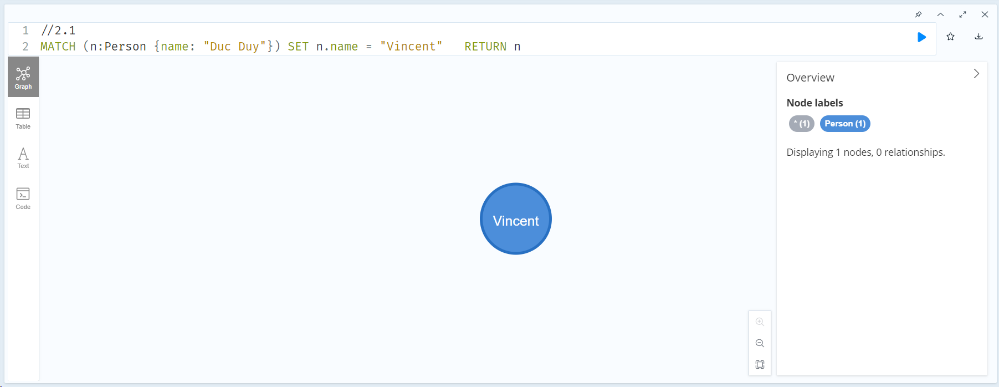 1 //2.1
2 MATCH (n:Person {name: "Duc Duy"}) SET n.name = "Vincent"   RETURN n
Graph
Table
Text
Code
Vincent
Overview
Node labels
* (1) Person (1)
Displaying 1 nodes, 0 relationships.